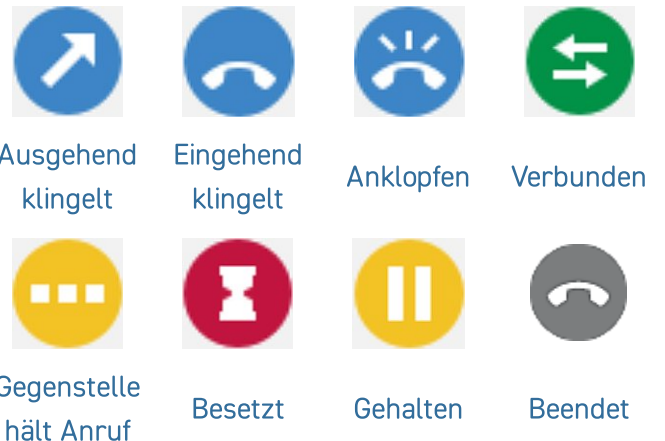 Ausgehend
klingelt
Eingehend
klingelt
Anklopfen
Verbunden
Gegenstelle
hält Anruf
Besetzt
Gehalten
Beendet